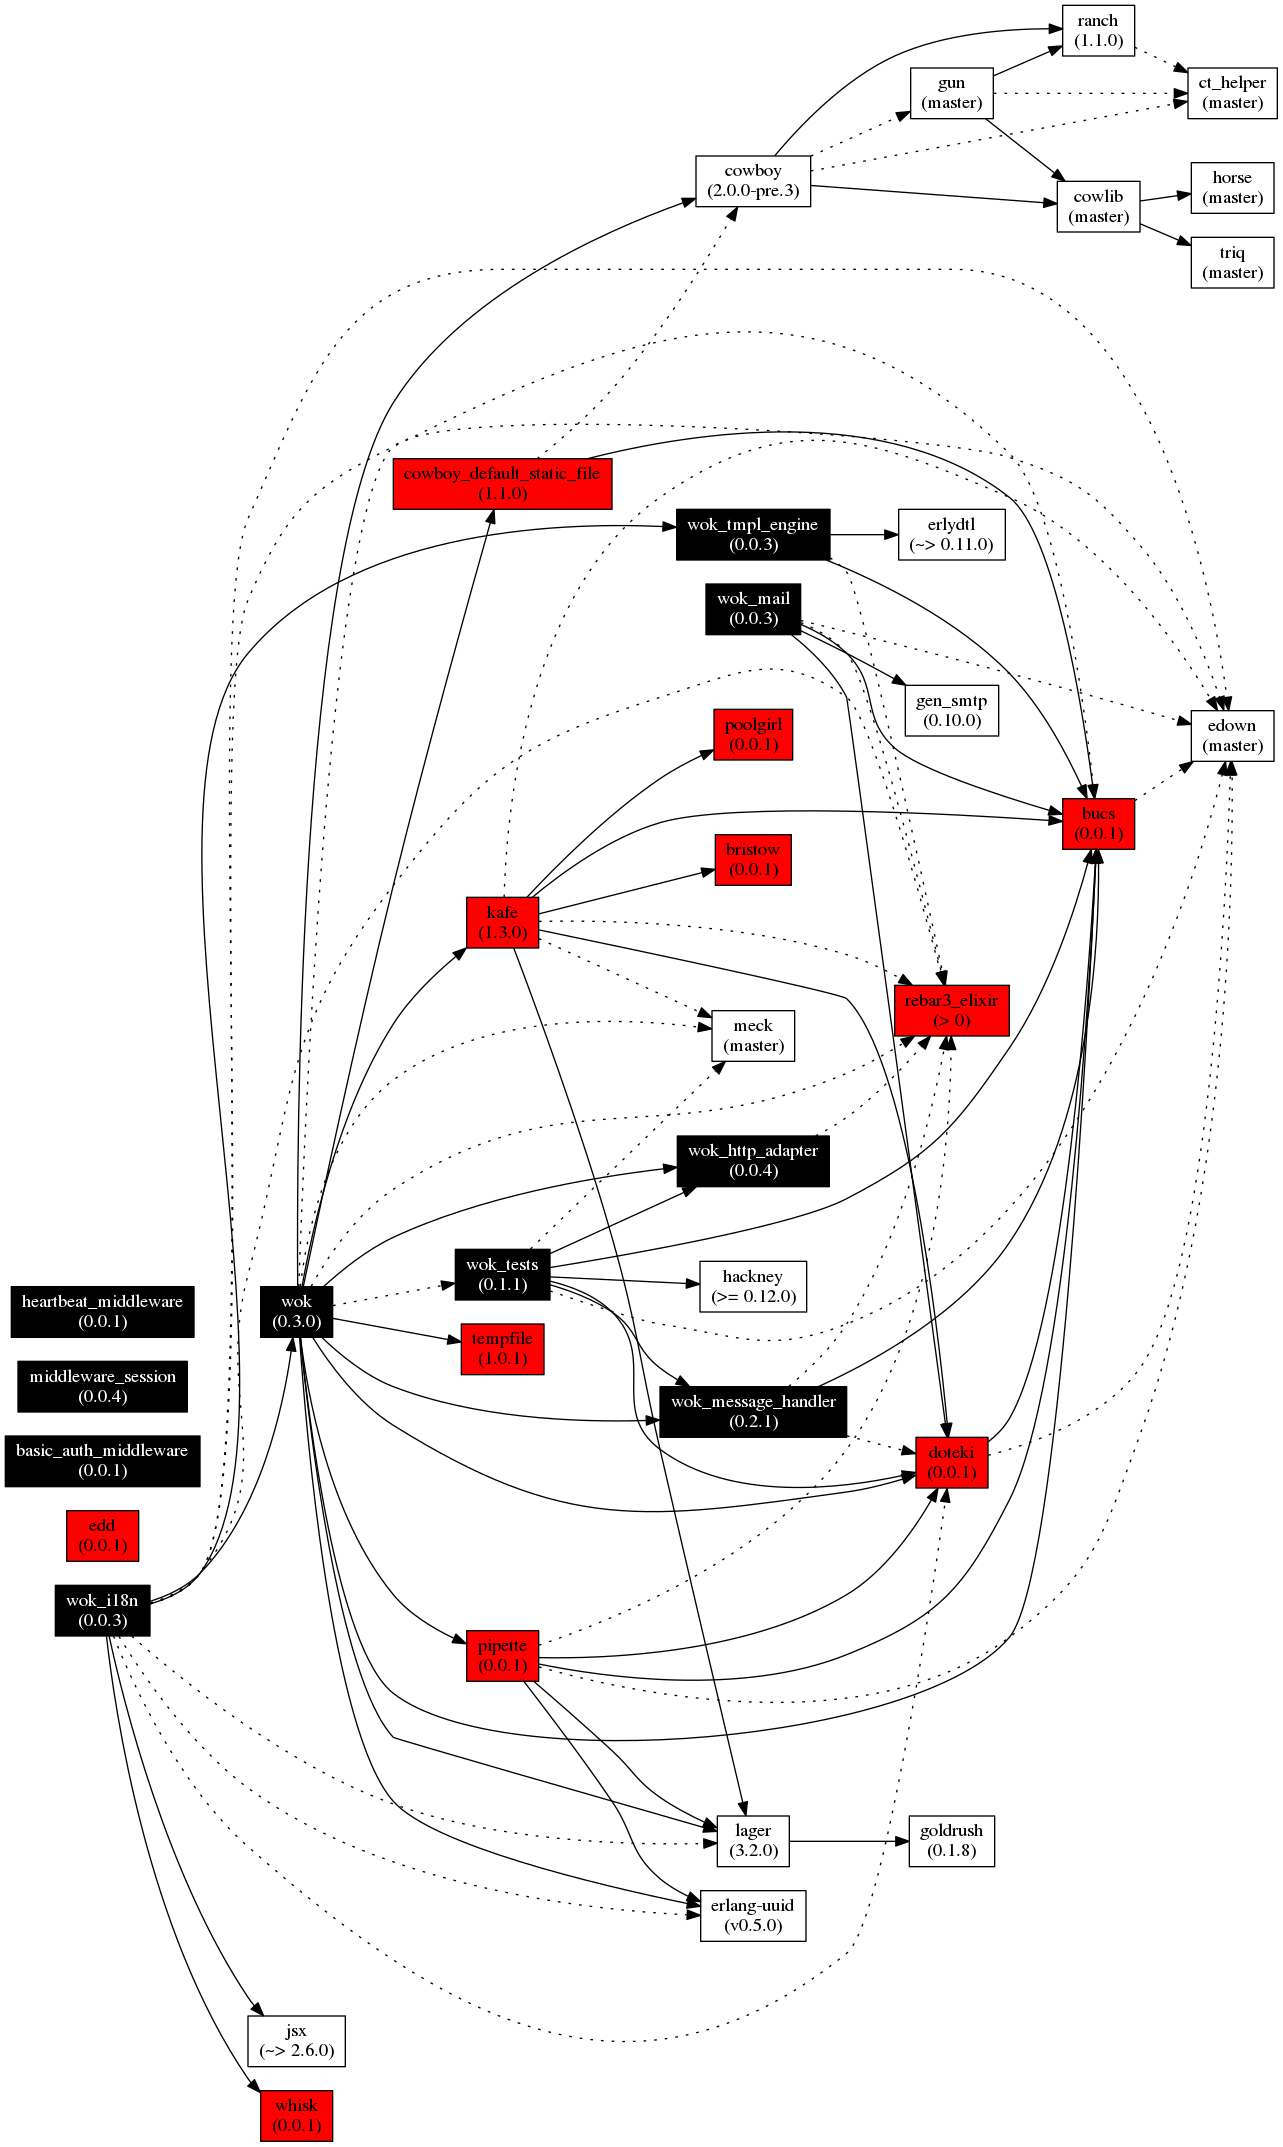 ranch
(1.1.0)
gun
(master)
ct_helper
(master)
cowboy
(2.0.0-pre.3)
horse
(master)
cowlib
(master)
triq
(master)
cowboy_default_static_file
(1.1.0)
wok_tmpl_engine
(0.0.3)
erlydtl
(~> 0.11.0)
wok_mail
(0.0.3)
gen_smtp
(0.10.0)
poolgirl
(0.0.1)
edown
(master)
bucs
(0.0.1)
bristow
(0.0.1)
kafe
(1.3.0)
rebar3_elixir
(> 0)
meck
(master)
wok_http_adapter
(0.0.4)
wok_tests
(0.1.1)
hackney
(>= 0.12.0)
heartbeat_middleware
(0.0.1)
wok
(0.3.0)
tempfile
(1.0.1)
middleware_session
(0.0.4)
wok_message_handler
(0.2.1)
basic_auth_middleware
(0.0.1)
doteki
(0.0.1)
edd
(0.0.1)
wok_i18n
(0.0.3)
pipette
(0.0.1)
lager
(3.2.0)
goldrush
(0.1.8)
erlang-uuid
(v0.5.0)
jsx
(~> 2.6.0)
whisk
(0.0.1)